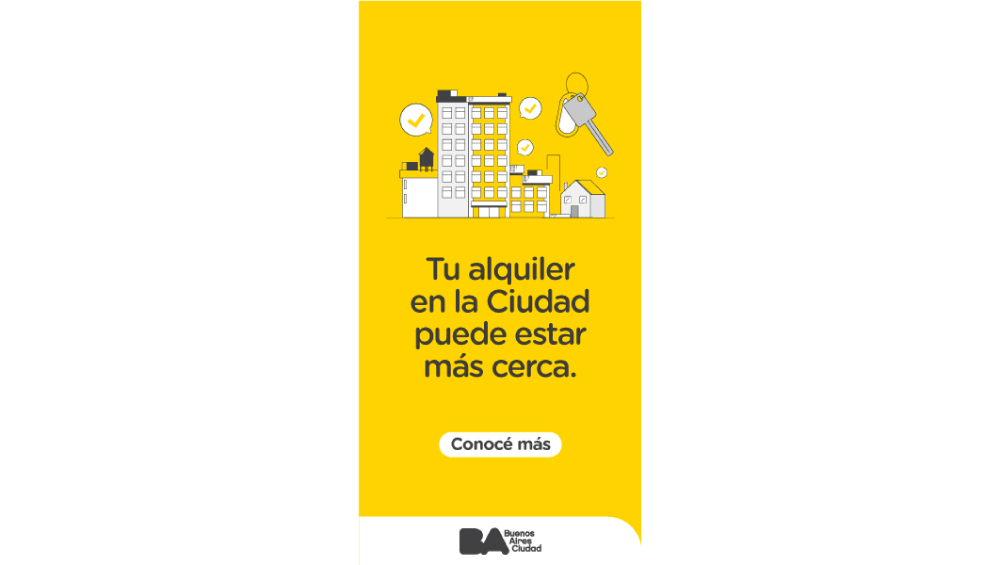 Tu alquiler
en la Ciudad
puede estar
más cerca.
Conocé más
BA
Buenos
Aires
Ciudad